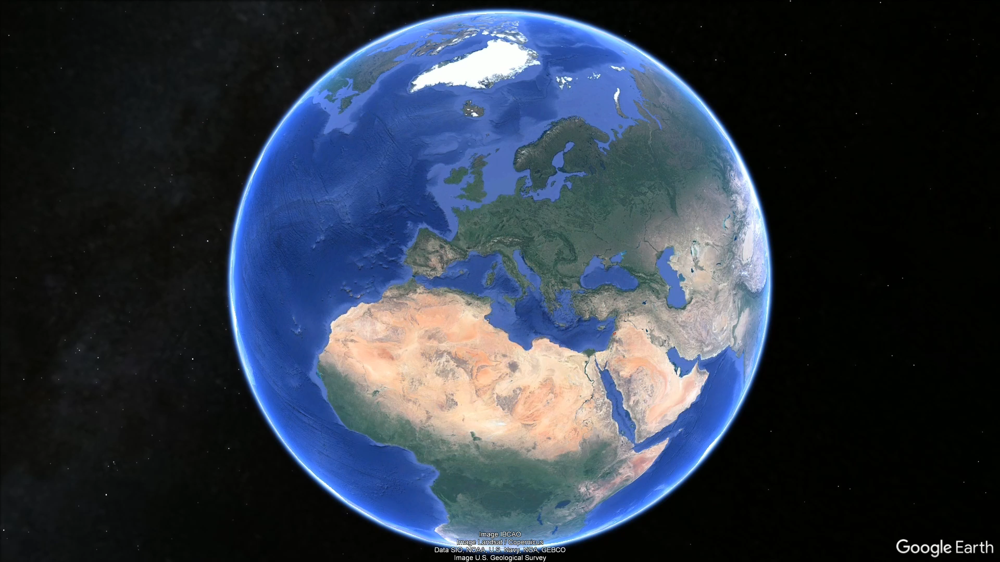 Image IBCAO
Image Landsat / Copernicus
Data SIO, NOAA, U.S. Navy, NGA, GEBCO
Image U.S. Geological Survey
Google Earth